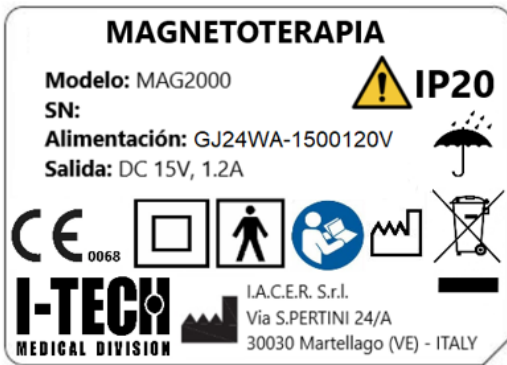 MAGNETOTERAPIA
Modelo: MAG2000
IP20
SN:
Alimentación: GJ24WA-1500120V
Salida: DC 15V, 1.2A
CE 0068
I-TECH
MEDICAL DIVISION
I.A.C.E.R. S.r.l.
Via S.PERTINI 24/A
30030 Martellago (VE) - ITALY